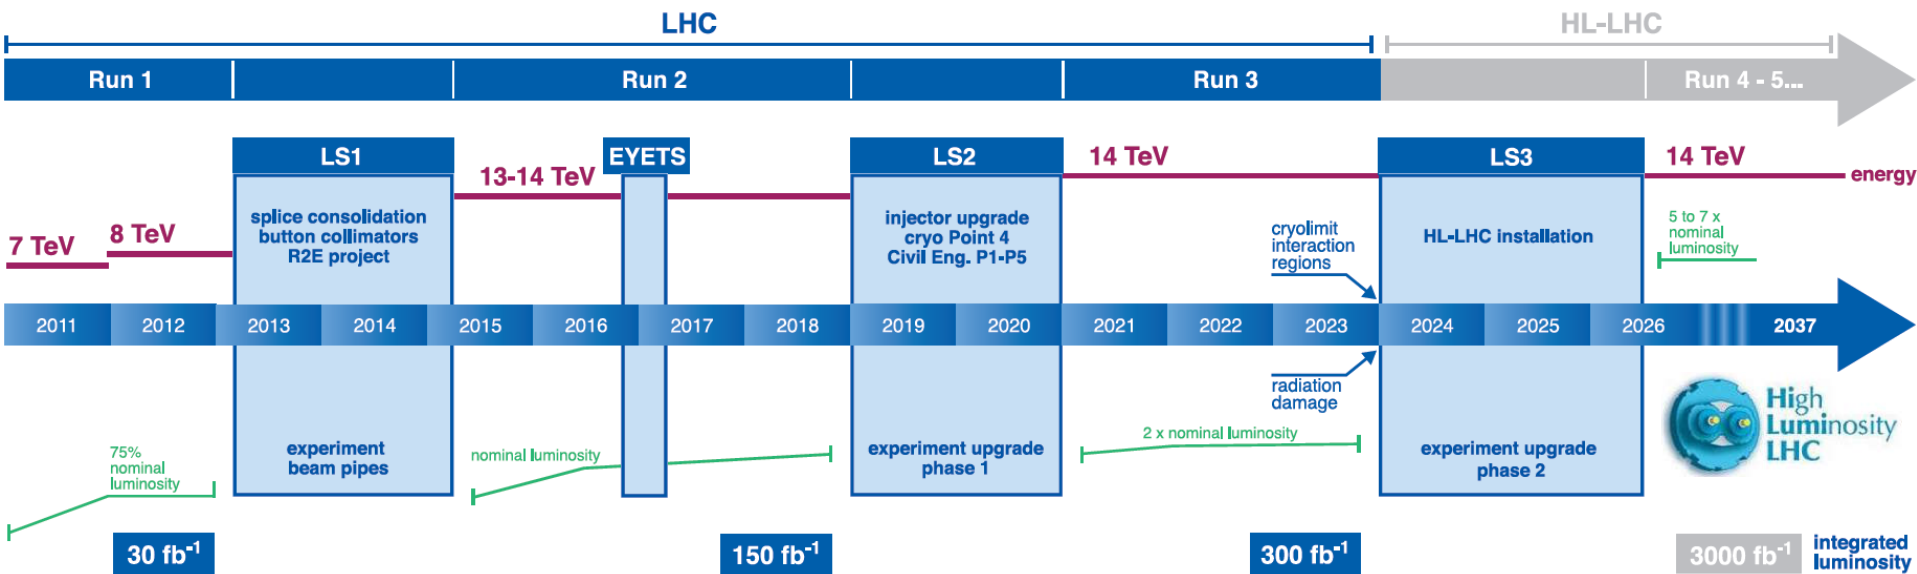 LHC
HL-LHC
Run 1
Run 2
Run 3
Run 4 - 5...
LS1
EYETS
LS2
14 TeV
LS3
14 TeV
energy
13-14 TeV
splice consolidation
button collimators
R2E project
injector upgrade
cryo Point 4
Civil Eng. P1-P5
cryolimit
interaction
regions
HL-LHC installation
5 to 7 x
nominal
luminosity
7 TeV
8 TeV
2011
2012
2013
2014
2015
2016
2017
2018
2019
2020
2021
2022
2023
2024
2025
2026
2037
radiation
damage
75%
nominal
luminosity
experiment
beam pipes
nominal luminosity
experiment upgrade
phase 1
2 x nominal luminosity
experiment upgrade
phase 2
High
Luminosity
LHC
30 fb⁻¹
150 fb⁻¹
300 fb⁻¹
3000 fb⁻¹
integrated
luminosity